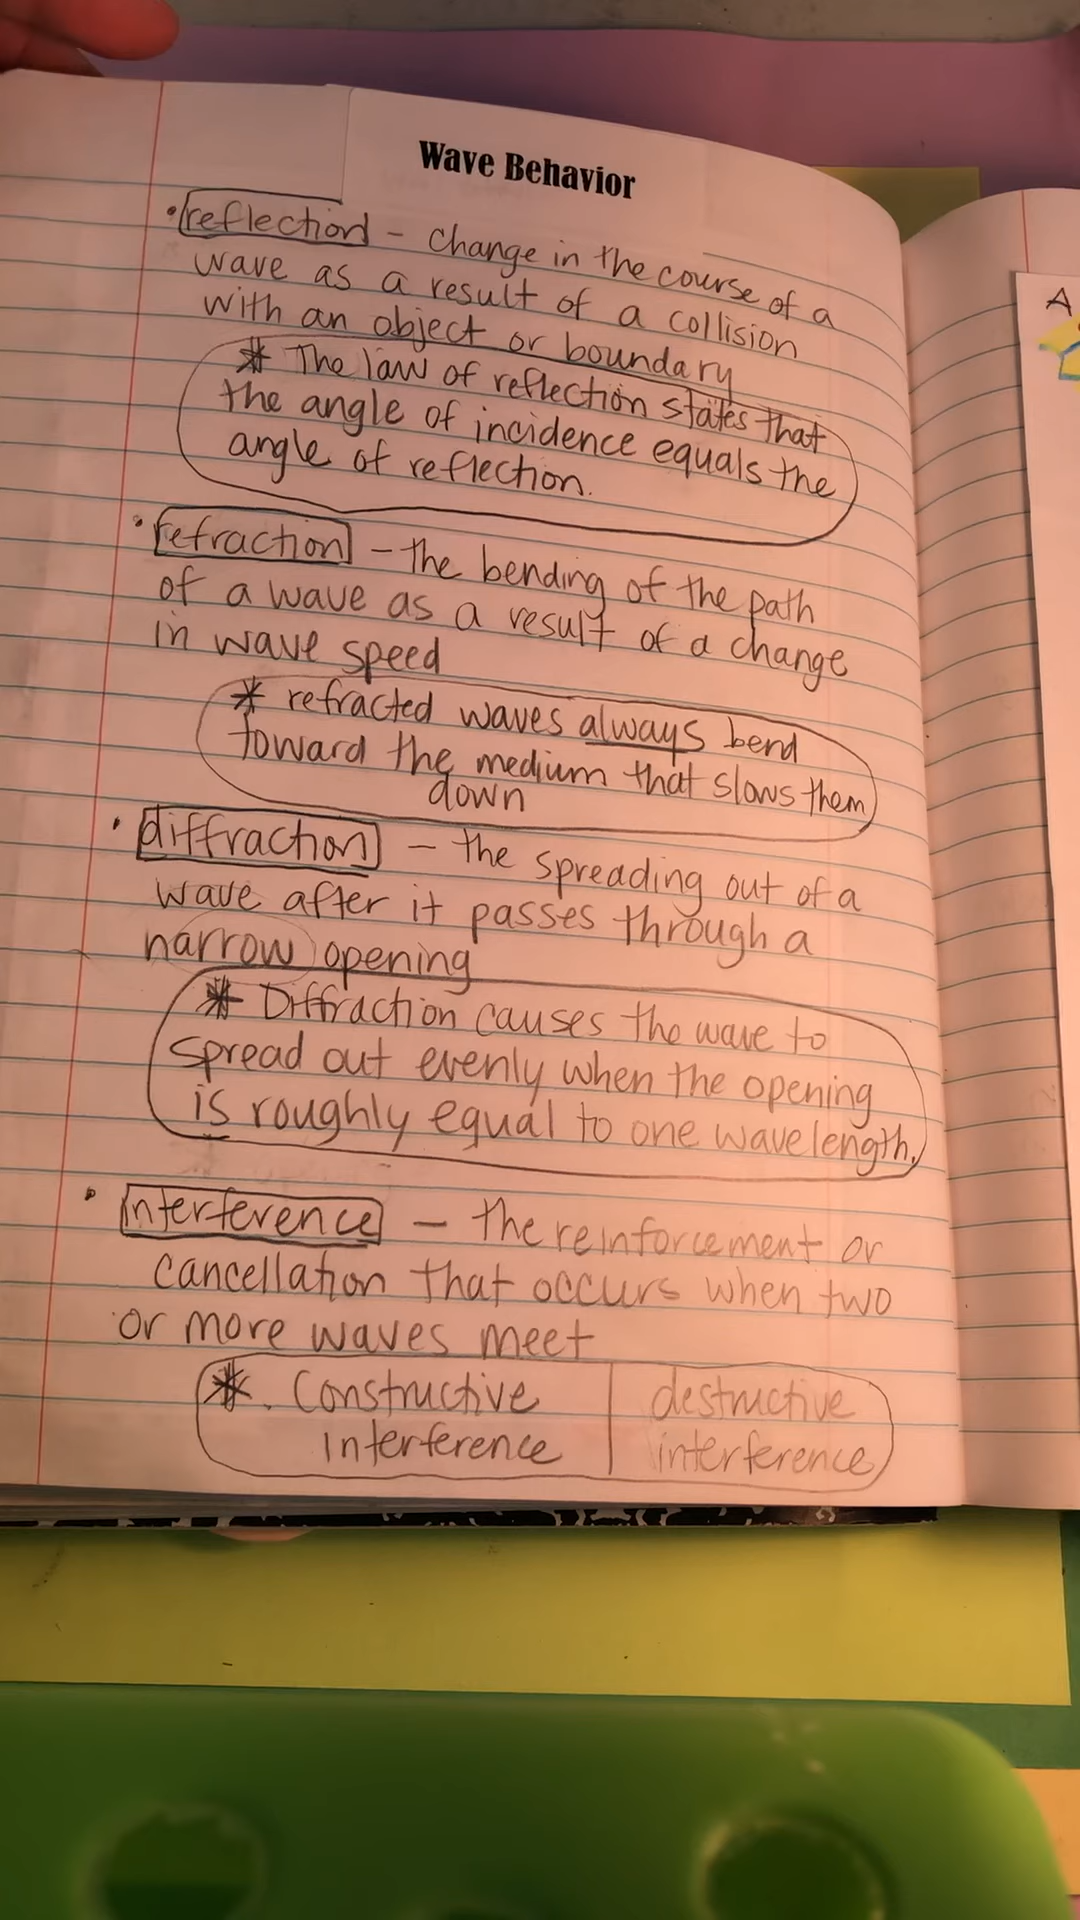 Wave Behavior
• reflection - change in the course of a
wave as a result of a collision
with an object or boundary
* The law of reflection states that
the angle of incidence equals the
angle of reflection.
• refraction - the bending of the path
of a wave as a result of a change
in wave speed
* refracted waves always bend
toward the medium that slows them
down
• diffraction - the spreading out of a
wave after it passes through a
narrow opening
* Diffraction causes the wave to
spread out evenly when the opening
is roughly equal to one wavelength.
• interference - the reinforcement or
cancellation that occurs when two
or more waves meet
*. Constructive | destructive
interference | interference
A